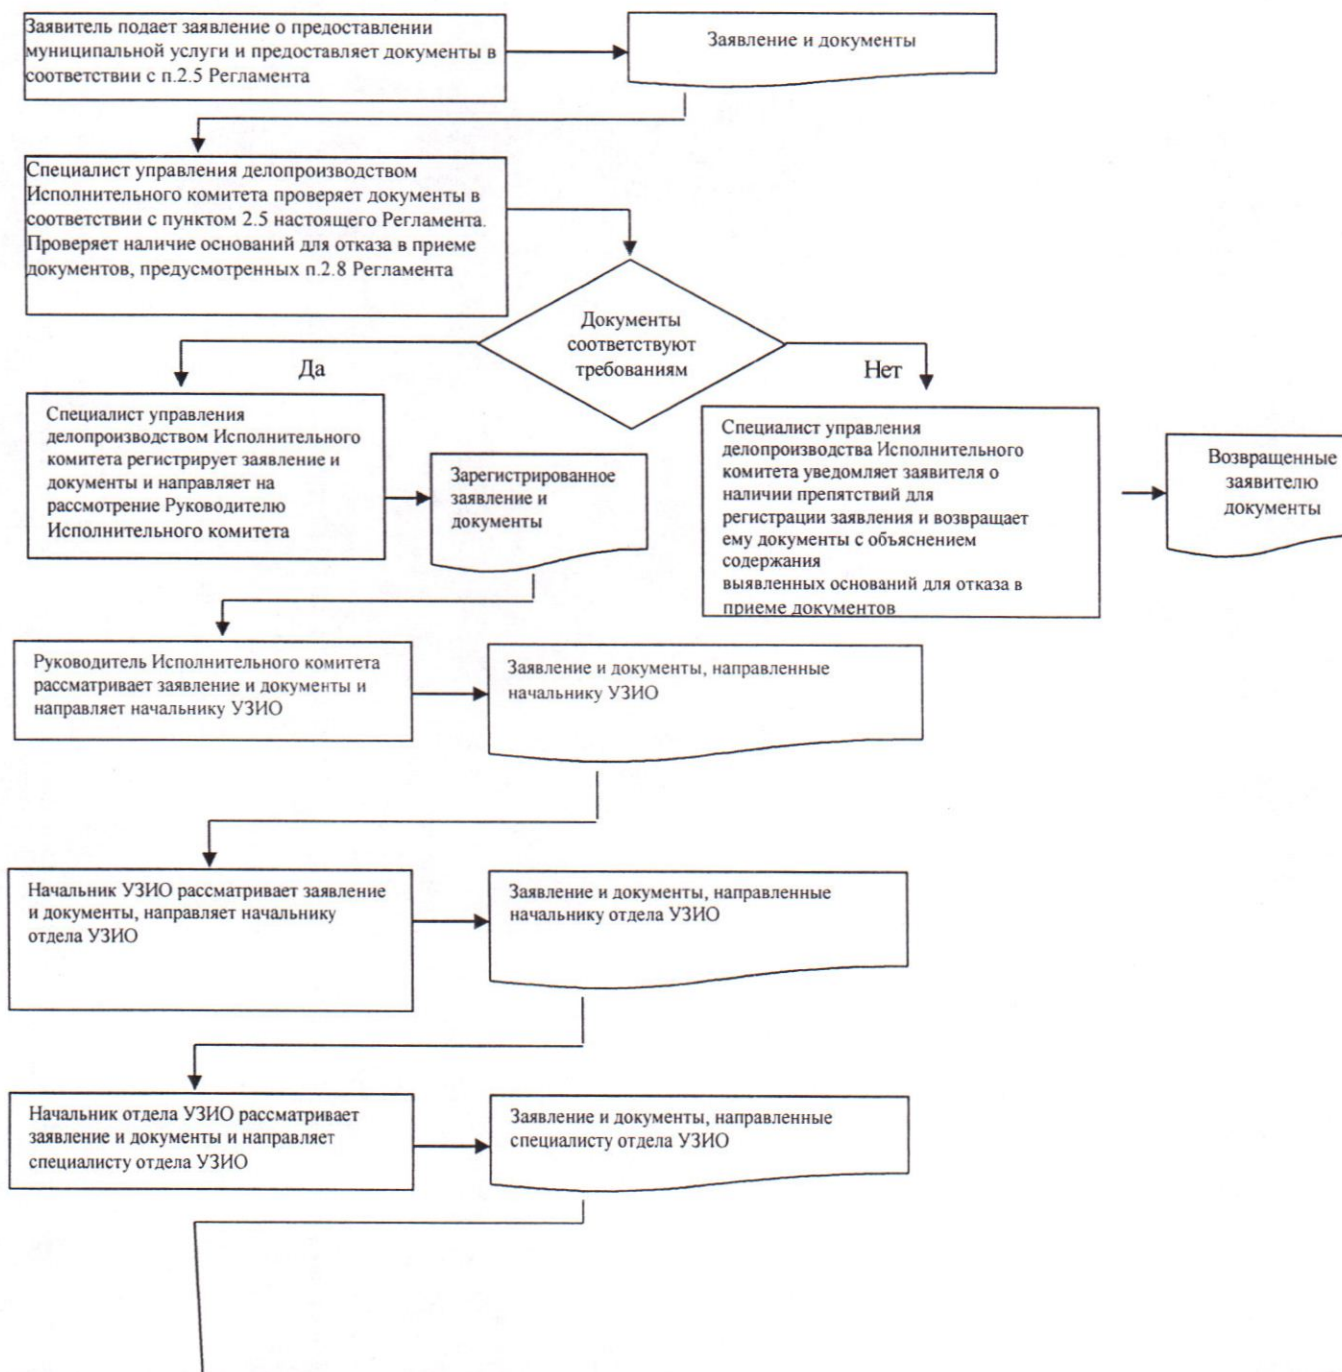 Заявитель подает заявление о предоставлении
муниципальной услуги и предоставляет документы в
соответствии с п.2.5 Регламента
Заявление и документы
Специалист управления делопроизводством
Исполнительного комитета проверяет документы в
соответствии с пунктом 2.5 настоящего Регламента.
Проверяет наличие оснований для отказа в приеме
документов, предусмотренных п.2.8 Регламента
Документы
соответствуют
требованиям
Да
Нет
Специалист управления
делопроизводством Исполнительного
комитета регистрирует заявление и
документы и направляет на
рассмотрение Руководителю
Исполнительного комитета
Зарегистрированное
заявление и
документы
Специалист управления
делопроизводства Исполнительного
комитета уведомляет заявителя о
наличии препятствий для
регистрации заявления и возвращает
ему документы с объяснением
содержания
выявленных оснований для отказа в
приеме документов
Возвращенные
заявителю
документы
Руководитель Исполнительного комитета
рассматривает заявление и документы и
направляет начальнику УЗИО
Заявление и документы, направленные
начальнику УЗИО
Начальник УЗИО рассматривает заявление
и документы, направляет начальнику
отдела УЗИО
Заявление и документы, направленные
начальнику отдела УЗИО
Начальник отдела УЗИО рассматривает
заявление и документы и направляет
специалисту отдела УЗИО
Заявление и документы, направленные
специалисту отдела УЗИО